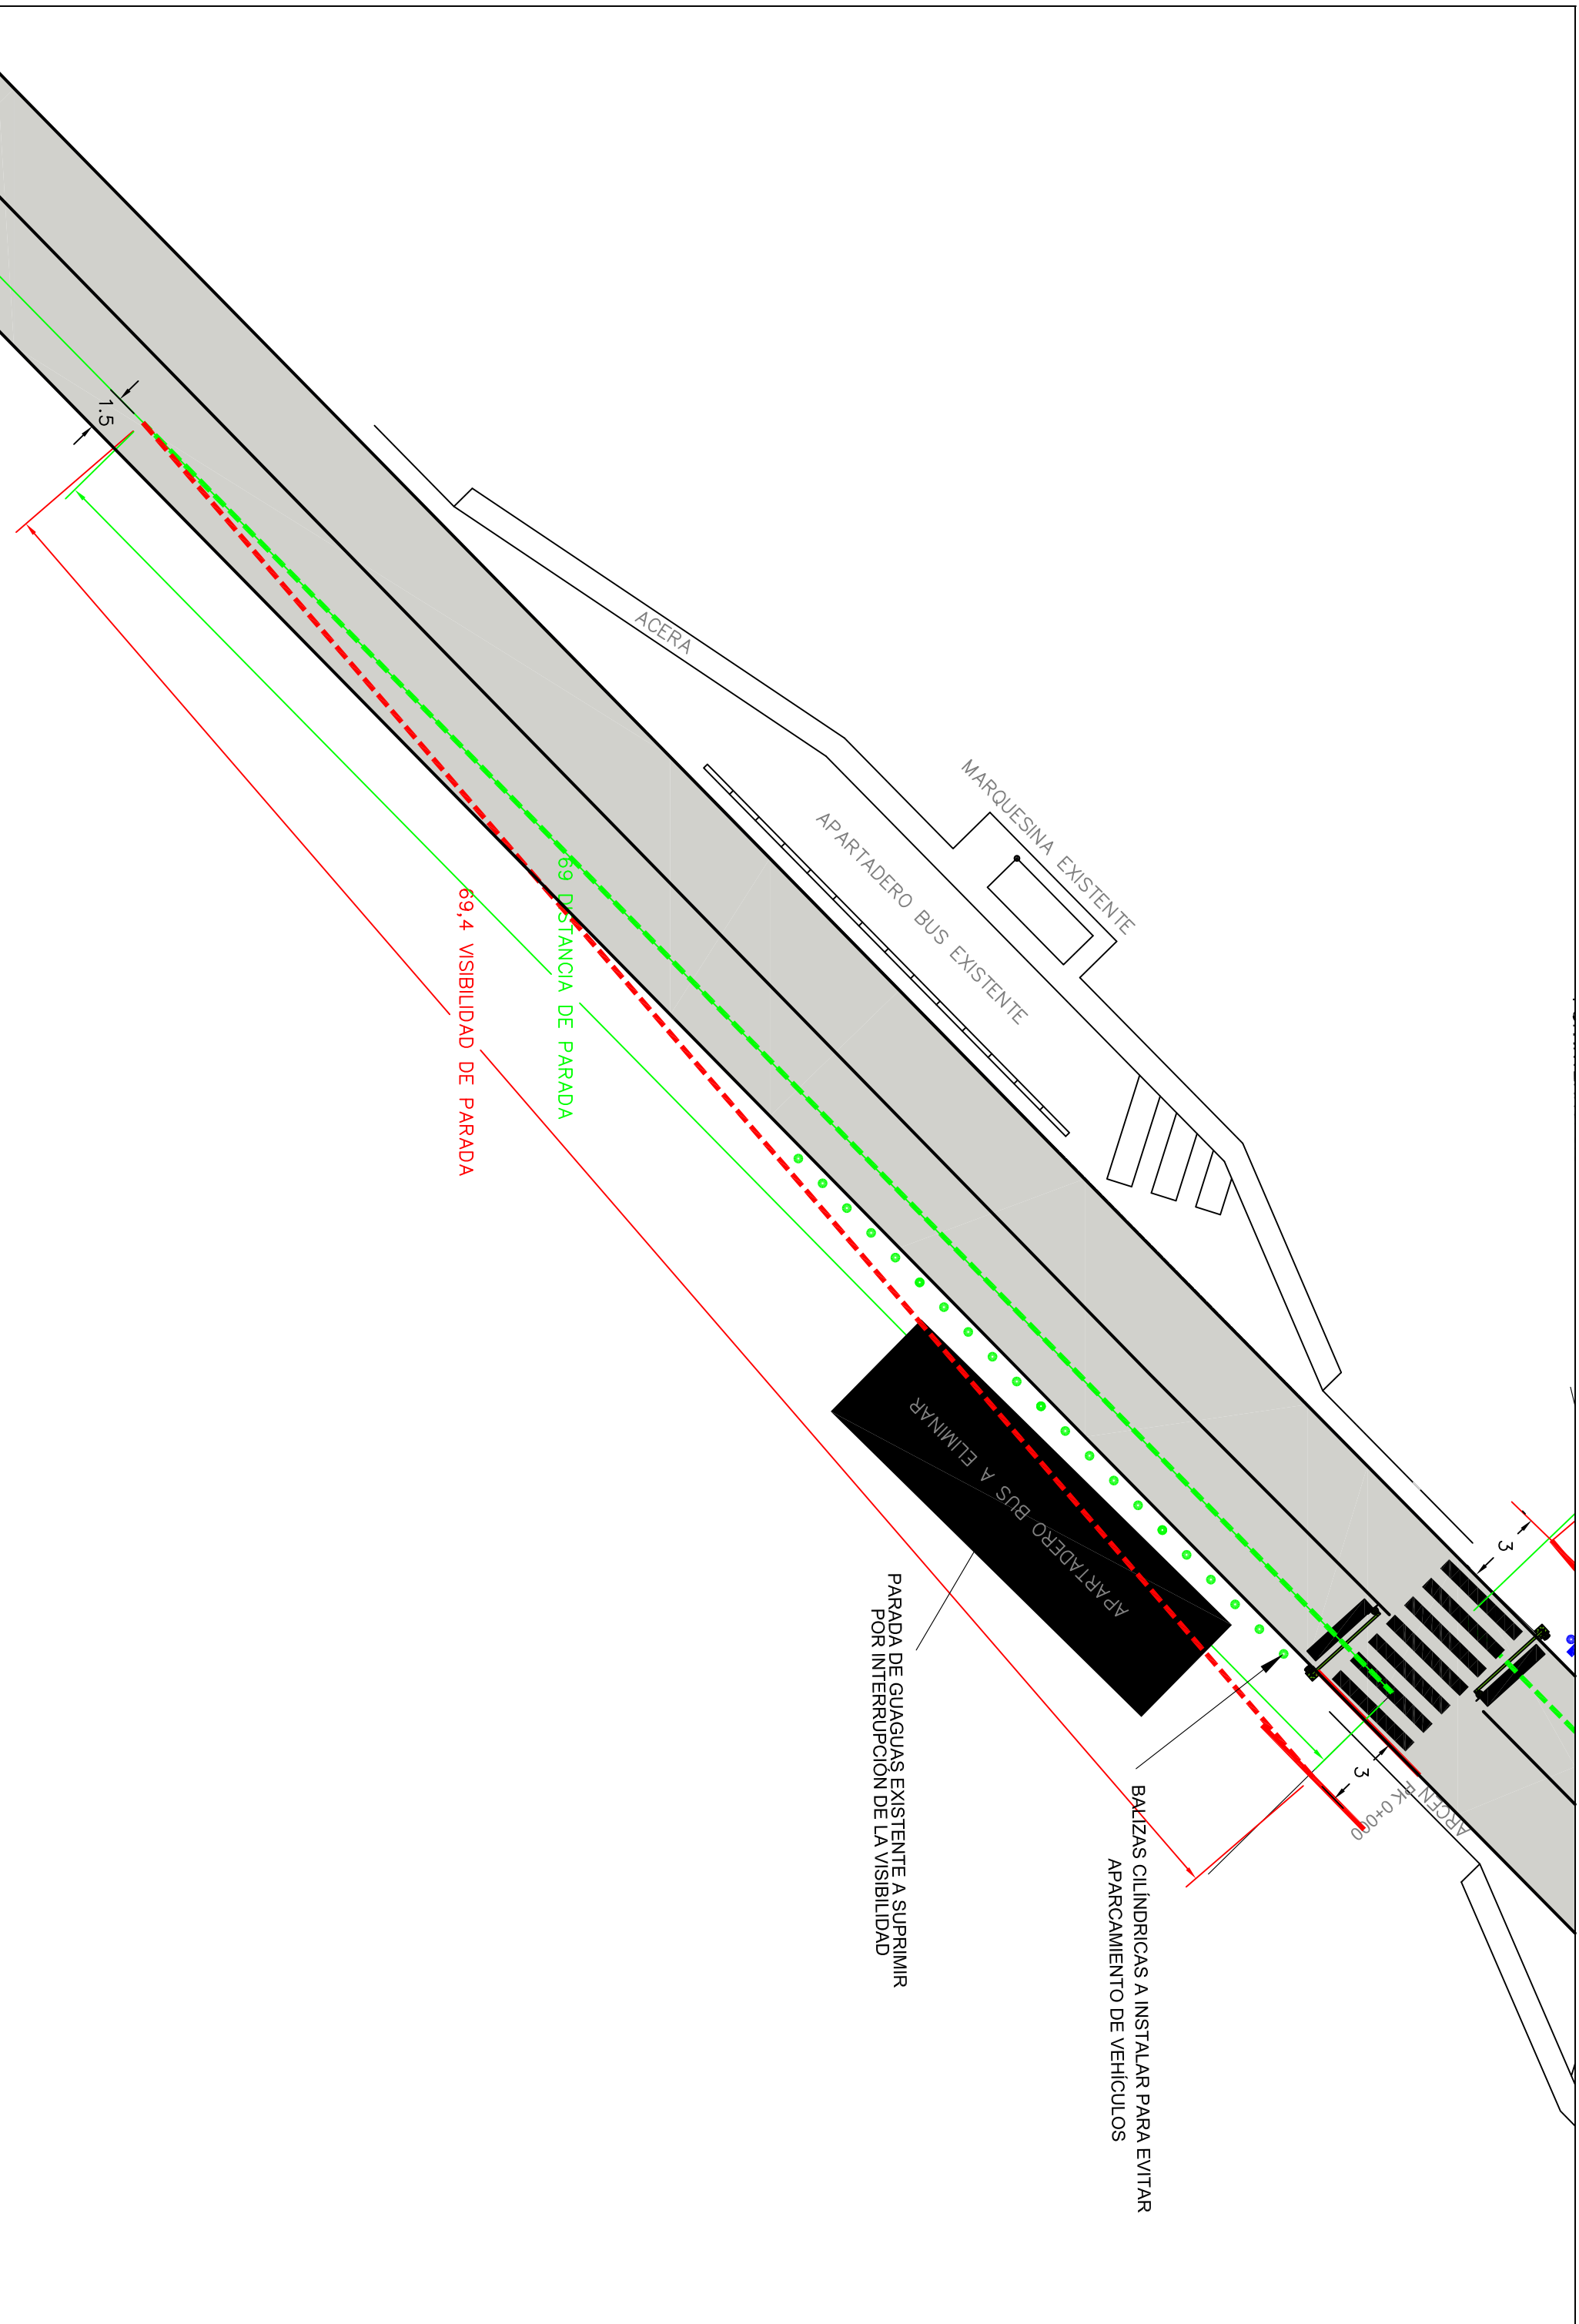 1.5
ACERA
MARQUESINA EXISTENTE
APARTADERO BUS EXISTENTE
69 DISTANCIA DE PARADA
69,4 VISIBILIDAD DE PARADA
APARTADERO BUS A ELIMINAR
3
3
ARCEN
PK 0+000
PARADA DE GUAGUAS EXISTENTE A SUPRIMIR
POR INTERRUPCIÓN DE LA VISIBILIDAD
BALIZAS CILÍNDRICAS A INSTALAR PARA EVITAR
APARCAMIENTO DE VEHÍCULOS